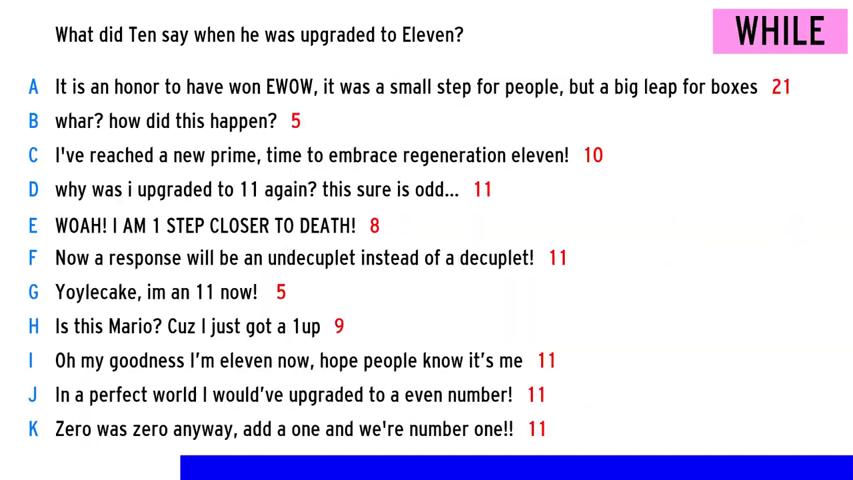 What did Ten say when he was upgraded to Eleven?
WHILE
A It is an honor to have won EWOW, it was a small step for people, but a big leap for boxes 21
B whar? how did this happen? 5
C I've reached a new prime, time to embrace regeneration eleven! 10
D why was i upgraded to 11 again? this sure is odd... 11
E WOAH! I AM 1 STEP CLOSER TO DEATH! 8
F Now a response will be an undecuplet instead of a decuplet! 11
G Yoylecake, im an 11 now! 5
H Is this Mario? Cuz I just got a 1up 9
I Oh my goodness I’m eleven now, hope people know it’s me 11
J In a perfect world I would’ve upgraded to a even number! 11
K Zero was zero anyway, add a one and we're number one!! 11